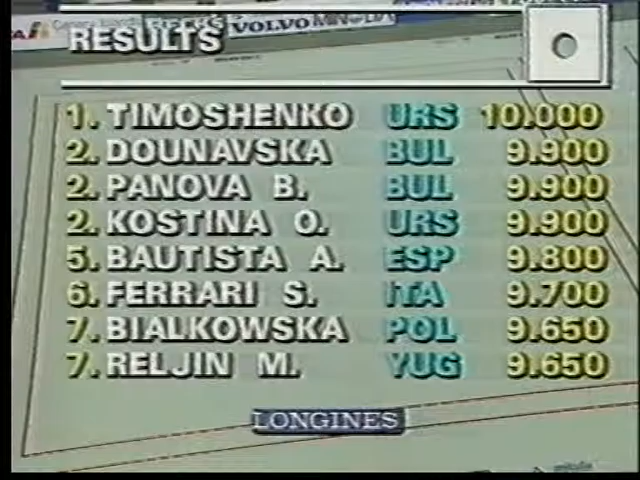 VOLVO MINOLTA
RESULTS
1. TIMOSHENKO URS 10.000
2. DOUNAVSKA BUL 9.900
2. PANOVA B. BUL 9.900
2. KOSTINA O. URS 9.900
5. BAUTISTA A. ESP 9.800
6. FERRARI S. ITA 9.700
7. BIALKOWSKA POL 9.650
7. RELJIN M. YUG 9.650
LONGINES